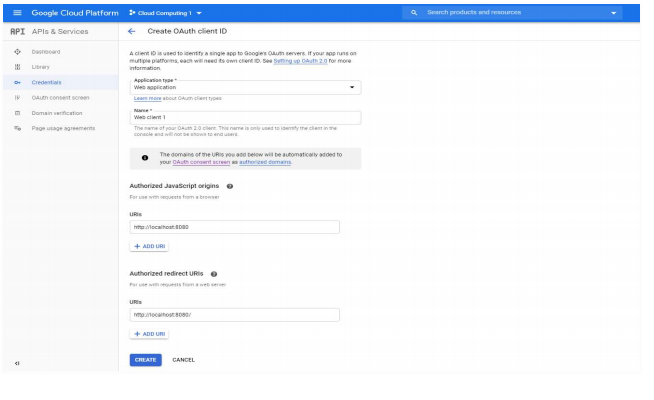 Google Cloud Platform
Cloud Computing 1
Search products and resources
API APIs & Services
Create OAuth client ID
Dashboard
Library
Credentials
OAuth consent screen
Domain verification
Page usage agreements
A client ID is used to identify a single app to Google's OAuth servers. If your app runs on
multiple platforms, each will need its own client ID. See Setting up OAuth 2.0 for more
information.
Application type *
Web application
Learn more about OAuth client types
Name *
Web client 1
The name of your OAuth 2.0 client. This name is only used to identify the client in the
console and will not be shown to end users.
The domains of the URIs you add below will be automatically added to
your OAuth consent screen as authorized domains.
Authorized JavaScript origins
For use with requests from a browser
URIs
http://localhost:8080
+ ADD URI
Authorized redirect URIs
For use with requests from a web server
URIs
http://localhost:8080/
+ ADD URI
CREATE CANCEL